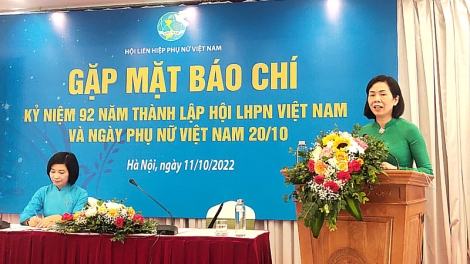 HỘI LIÊN HIỆP PHỤ NỮ VIỆT NAM
GẶP MẶT BÁO CHÍ
KỶ NIỆM 92 NĂM THÀNH LẬP HỘI LHPN VIỆT NAM
VÀ NGÀY PHỤ NỮ VIỆT NAM 20/10
Hà Nội, ngày 11/10/2022